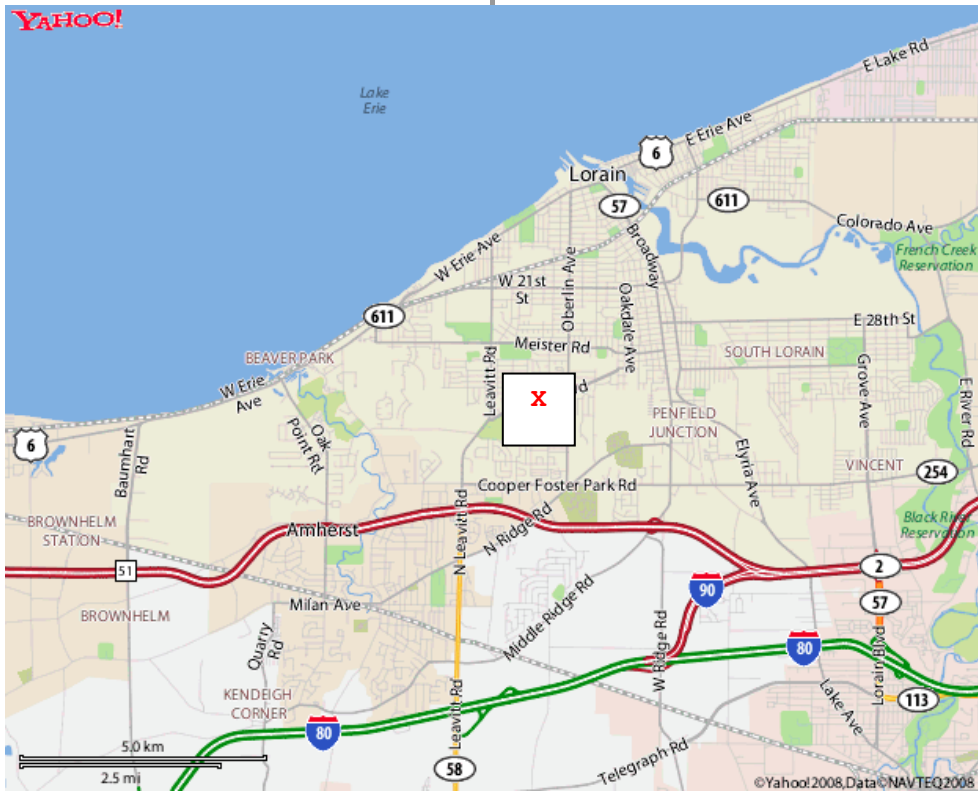 YAHOO!
E Lake Rd
Lake
Erie
E Erie Ave
6
Lorain
57
611
Colorado Ave
French Creek
Reservation
Broadway
W Erie Ave
W 21st
St
Oberlin Ave
Oakdale Ave
611
E 28th St
Meister Rd
SOUTH LORAIN
BEAVER PARK
Leavitt Rd
Grove Ave
E River Rd
W Erie
Ave
X
PENFIELD
JUNCTION
6
Baumhart
Rd
Oak
Point Rd
Elyria Ave
VINCENT
254
Cooper Foster Park Rd
N Leavitt Rd
N Ridge Rd
BROWNHELM
STATION
Amherst
Black River
Reservation
51
2
90
57
Milan Ave
BROWNHELM
Middle Ridge Rd
Quarry
Rd
W Ridge Rd
80
Lorain Blvd
KENDEIGH
CORNER
Leavitt Rd
Lake Ave
113
80
5.0 km
2.5 mi
58
Telegraph Rd
©Yahoo!2008,Data©NAVTEQ2008